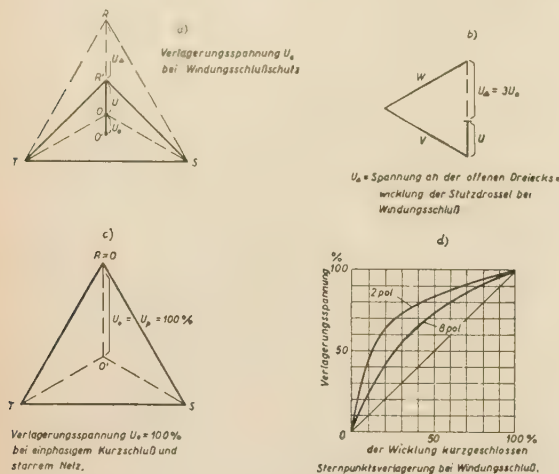 a)
Verlagerungsspannung U₀
bei Windungsschlußschutz
R
U△
R'
U
O
U₀
O'
T
S
b)
W
V
U△ = 3U₀
U
U△ = Spannung an der offenen Dreiecks=
wicklung der Stutzdrossel bei
Windungsschluß
c)
R=O
U₀ = Uₚ = 100%
O'
T
S
Verlagerungsspannung U₀ = 100%
bei einphasigem Kurzschluß und
starrem Netz.
d)
%
100
50
0
Verlagerungsspannung
2 pol
8 pol
50
100 %
der Wicklung kurzgeschlossen
Sternpunktsverlagerung bei Windungsschluß.